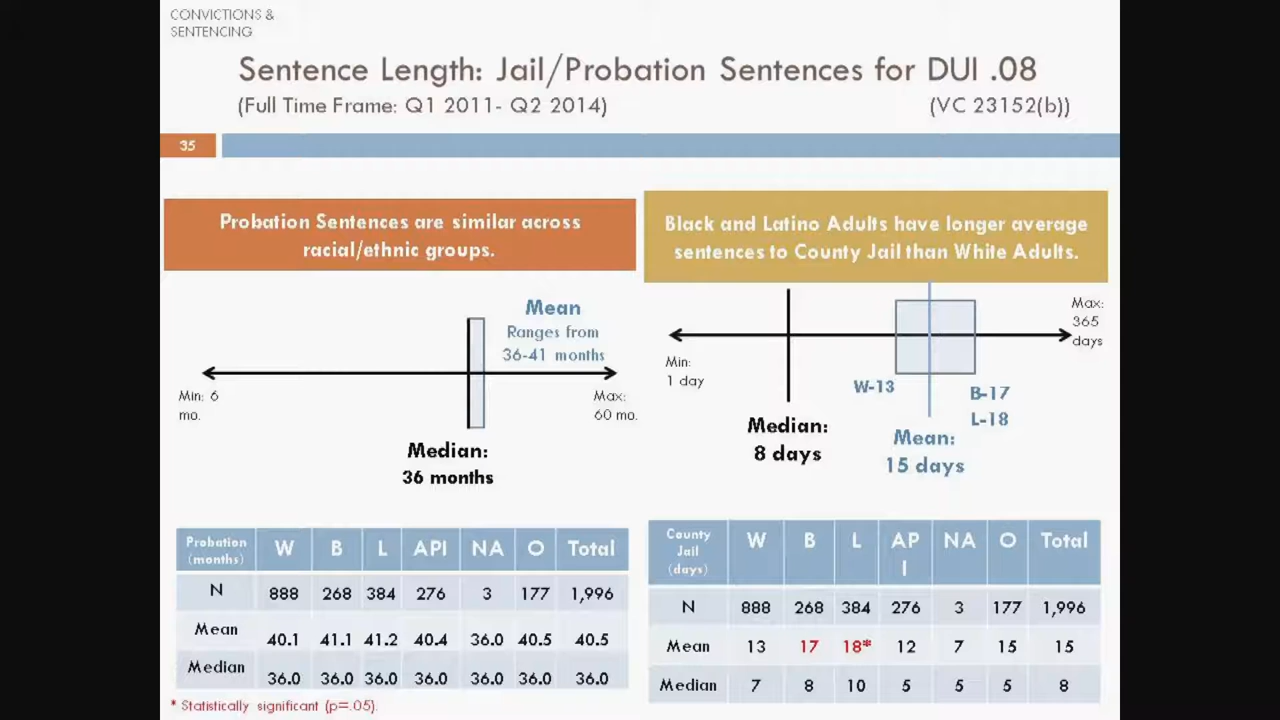 CONVICTIONS &
SENTENCING
Sentence Length: Jail/Probation Sentences for DUI .08
(Full Time Frame: Q1 2011- Q2 2014) (VC 23152(b))
35
Probation Sentences are similar across
racial/ethnic groups.
Mean
Ranges from
36-41 months
Min: 6
mo.
Max:
60 mo.
Median:
36 months
Black and Latino Adults have longer average
sentences to County Jail than White Adults.
Max:
365
days
Min:
1 day
W-13
B-17
L-18
Median:
8 days
Mean:
15 days
Probation
(months) W B L API NA O Total
N 888 268 384 276 3 177 1,996
Mean 40.1 41.1 41.2 40.4 36.0 40.5 40.5
Median 36.0 36.0 36.0 36.0 36.0 36.0 36.0
* Statistically significant (p=.05).
County
Jail
(days) W B L AP
I NA O Total
N 888 268 384 276 3 177 1,996
Mean 13 17 18* 12 7 15 15
Median 7 8 10 5 5 5 8